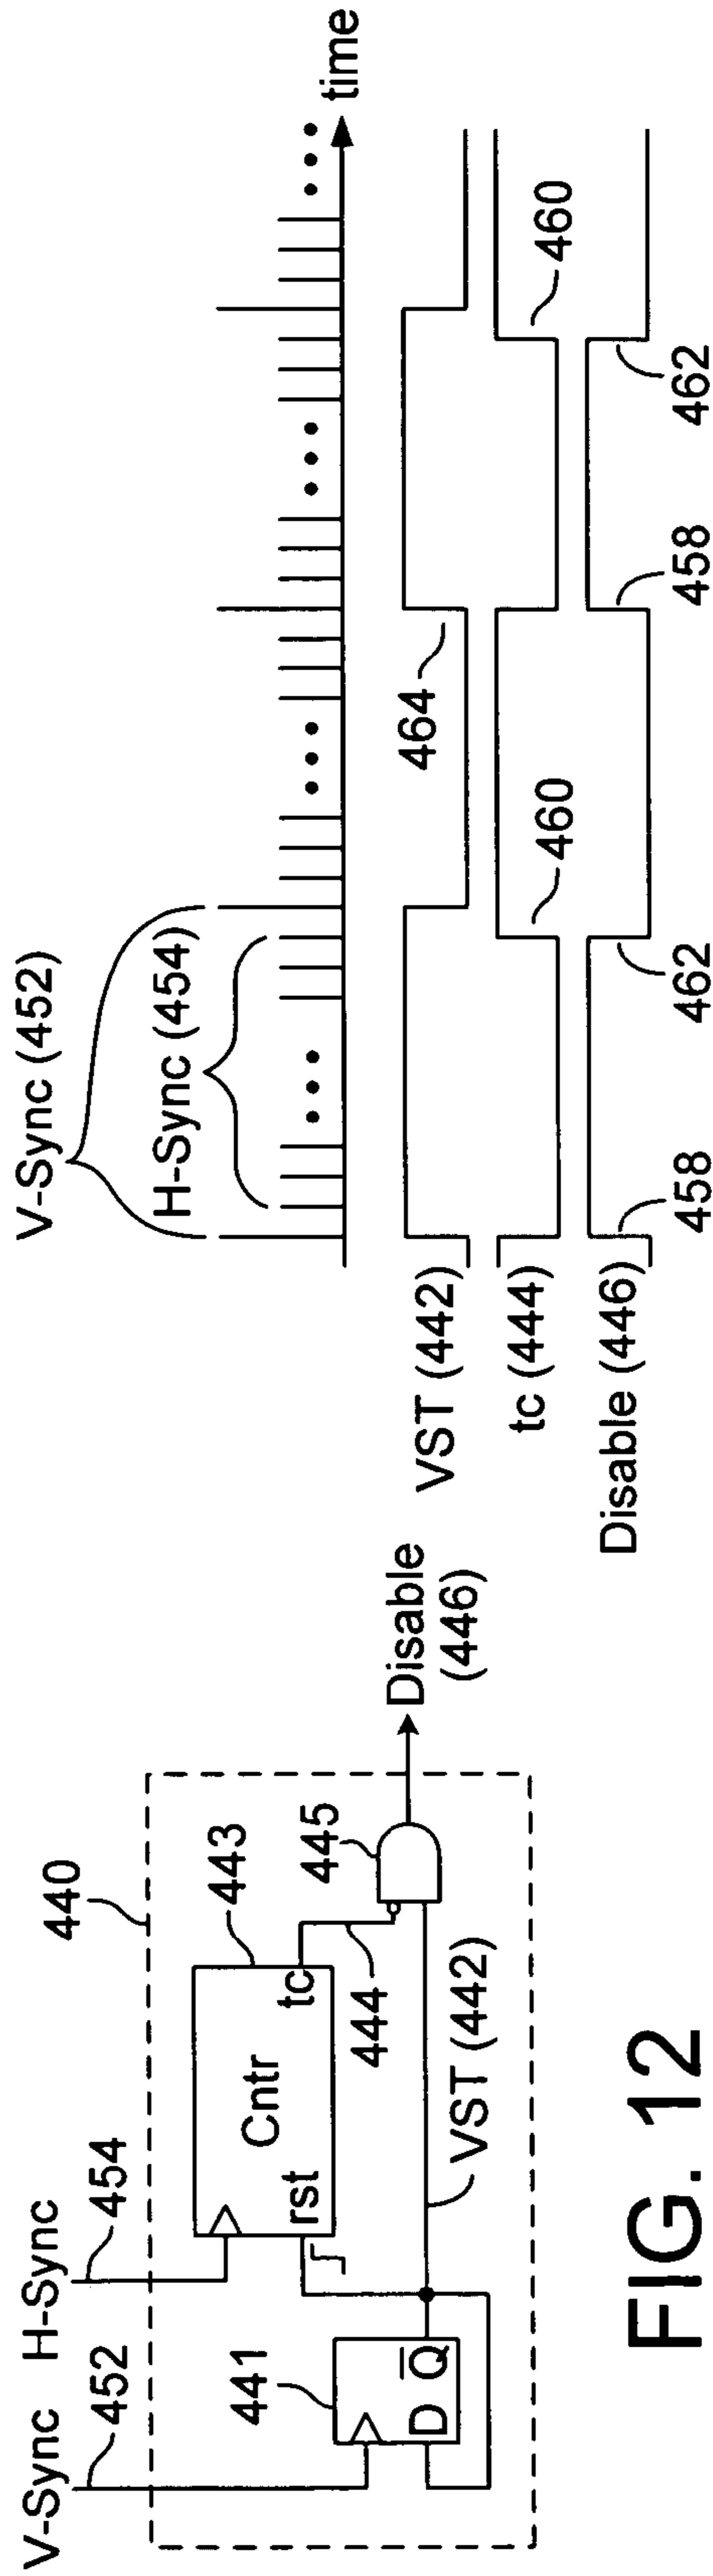 V-Sync H-Sync
452
454
440
443
Cntr
rst
tc
441
D Q̅
445
444
VST (442)
Disable
(446)
V-Sync (452)
H-Sync (454)
time
VST (442)
464
tc (444)
460
460
Disable (446)
458
462
458
462
FIG. 12